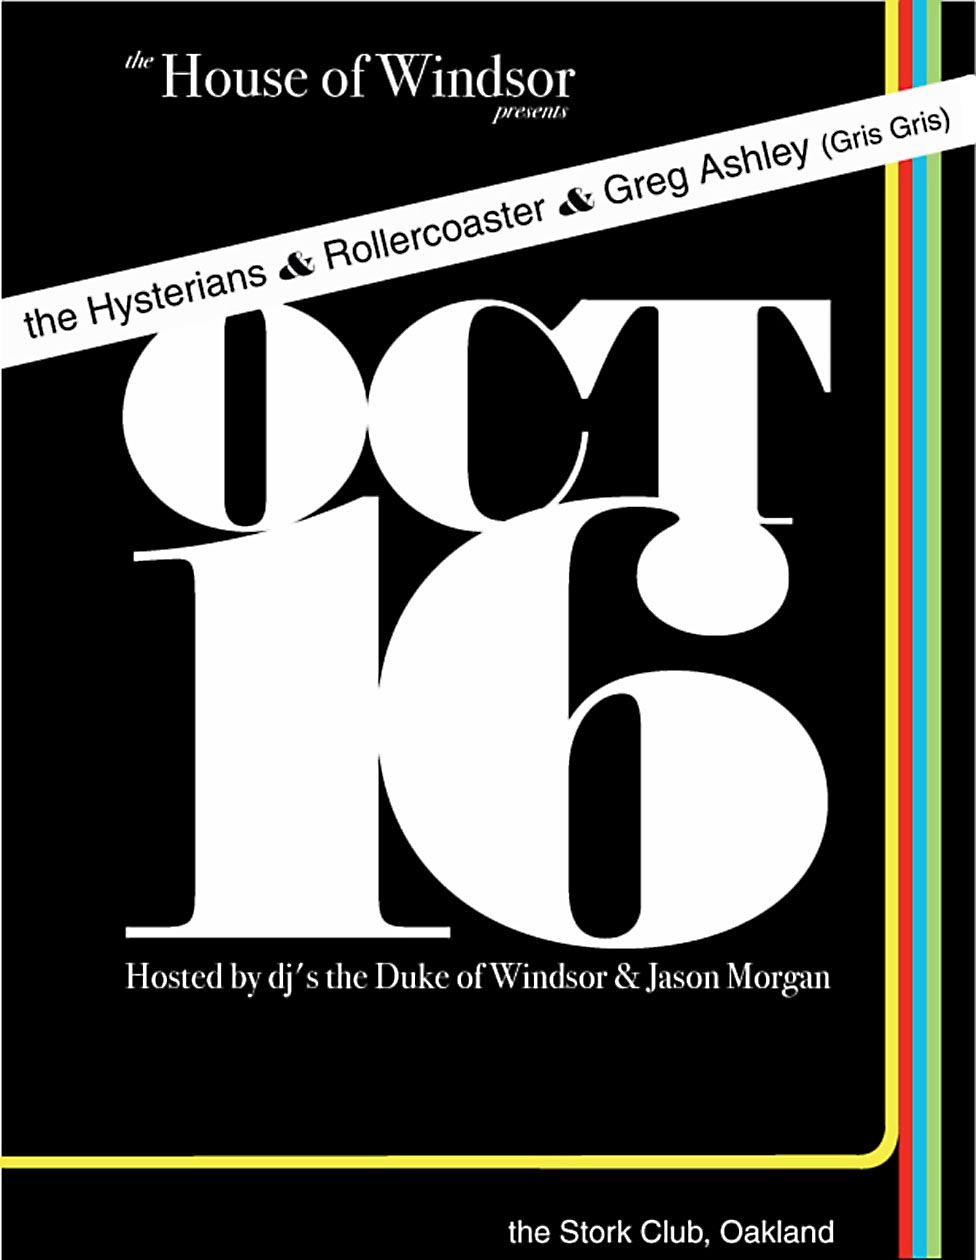 the House of Windsor
presents
the Hysterians & Rollercoaster & Greg Ashley (Gris Gris)
OCT
16
Hosted by dj's the Duke of Windsor & Jason Morgan
the Stork Club, Oakland